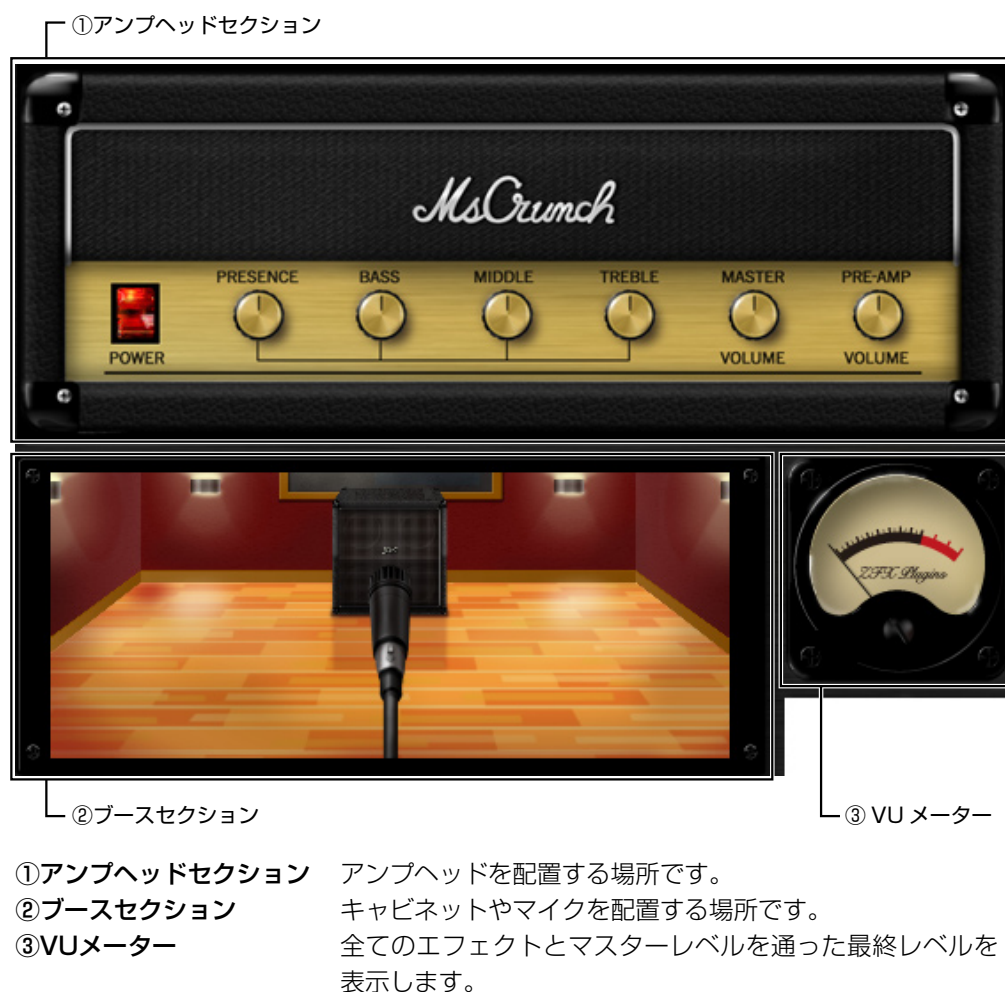 ①アンプヘッドセクション
MsCrunch
PRESENCE BASS MIDDLE TREBLE MASTER PRE-AMP
POWER VOLUME VOLUME
ZFX Plugins
②ブースセクション
③ VU メーター
①アンプヘッドセクション アンプヘッドを配置する場所です。
②ブースセクション キャビネットやマイクを配置する場所です。
③VUメーター 全てのエフェクトとマスターレベルを通った最終レベルを
表示します。